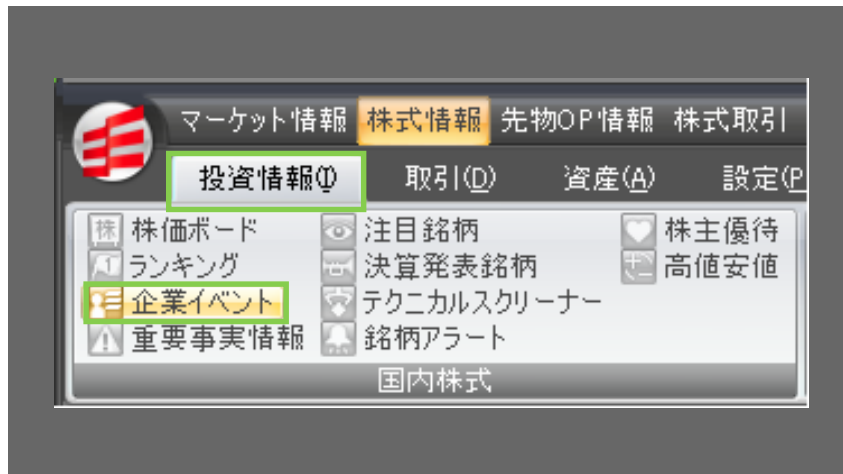 マーケット情報 株式情報 先物OP情報 株式取引
投資情報(I) 取引(D) 資産(A) 設定(P
株価ボード 注目銘柄 株主優待
ランキング 決算発表銘柄 高値安値
企業イベント テクニカルスクリーナー
重要事実情報 銘柄アラート
国内株式